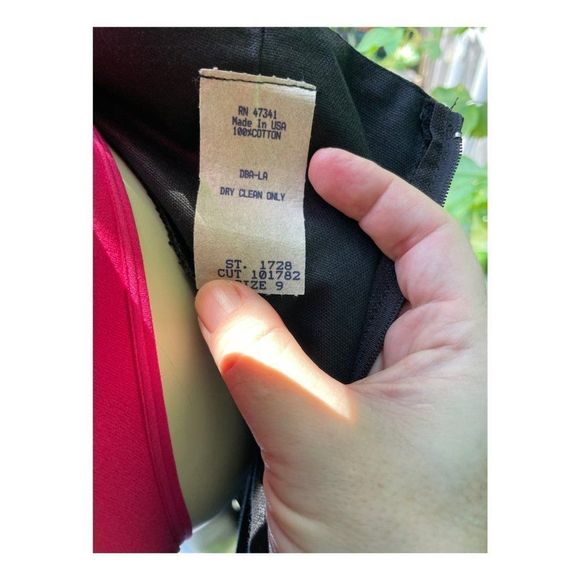 RN 47341
Made In USA
100%COTTON
DBA-LA
DRY CLEAN ONLY
ST. 1728
CUT 101782
SIZE 9